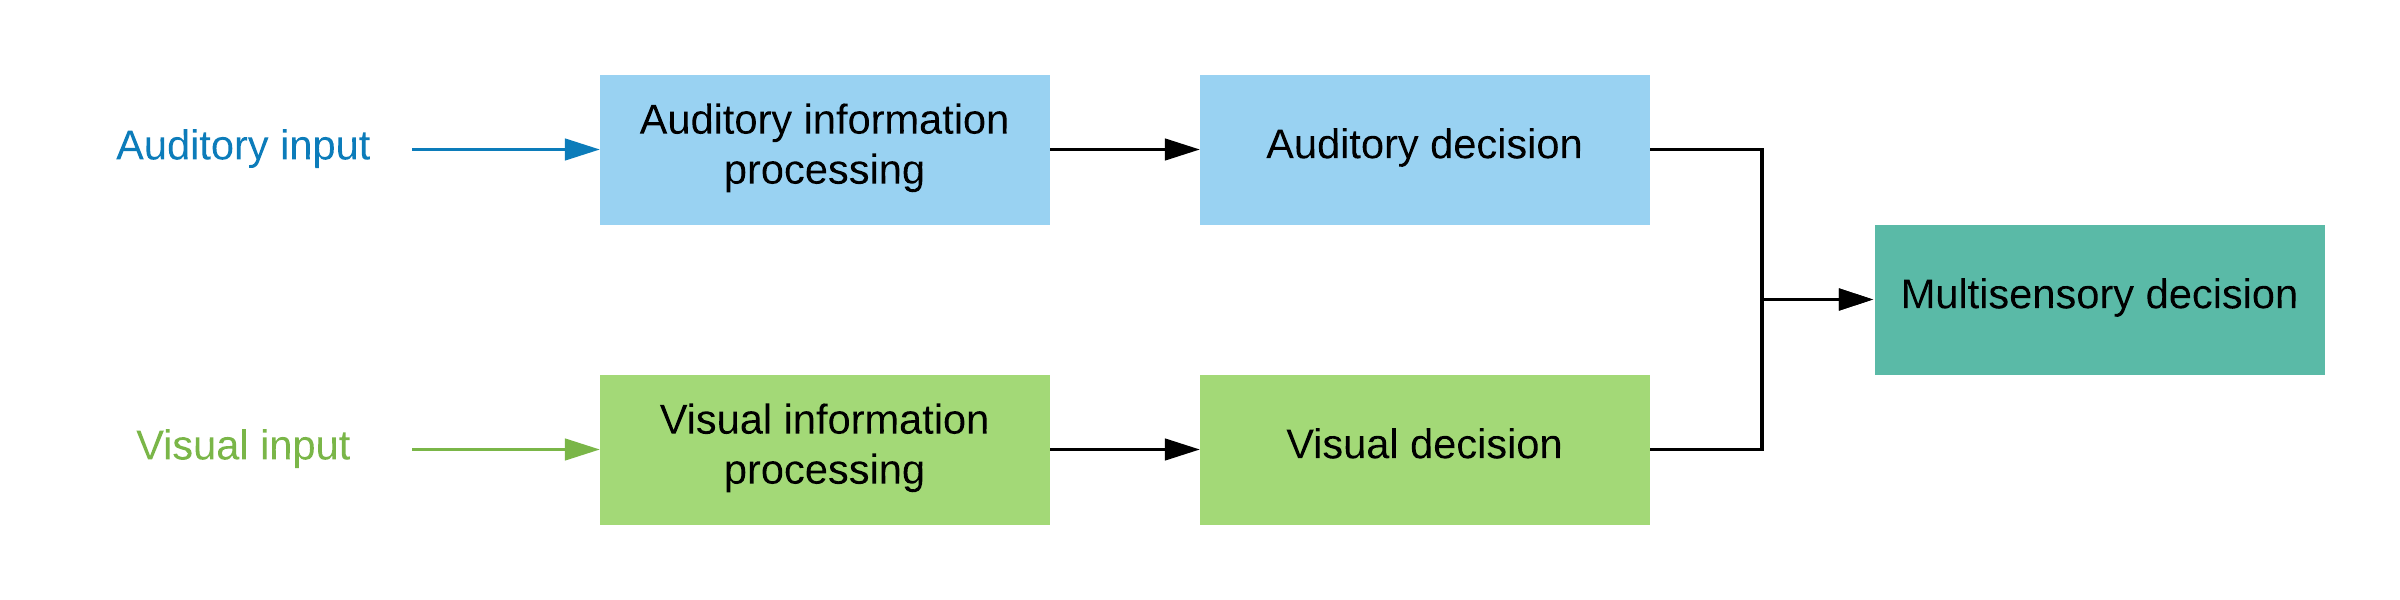 Auditory input
Auditory information
processing
Auditory decision
Multisensory decision
Visual input
Visual information
processing
Visual decision